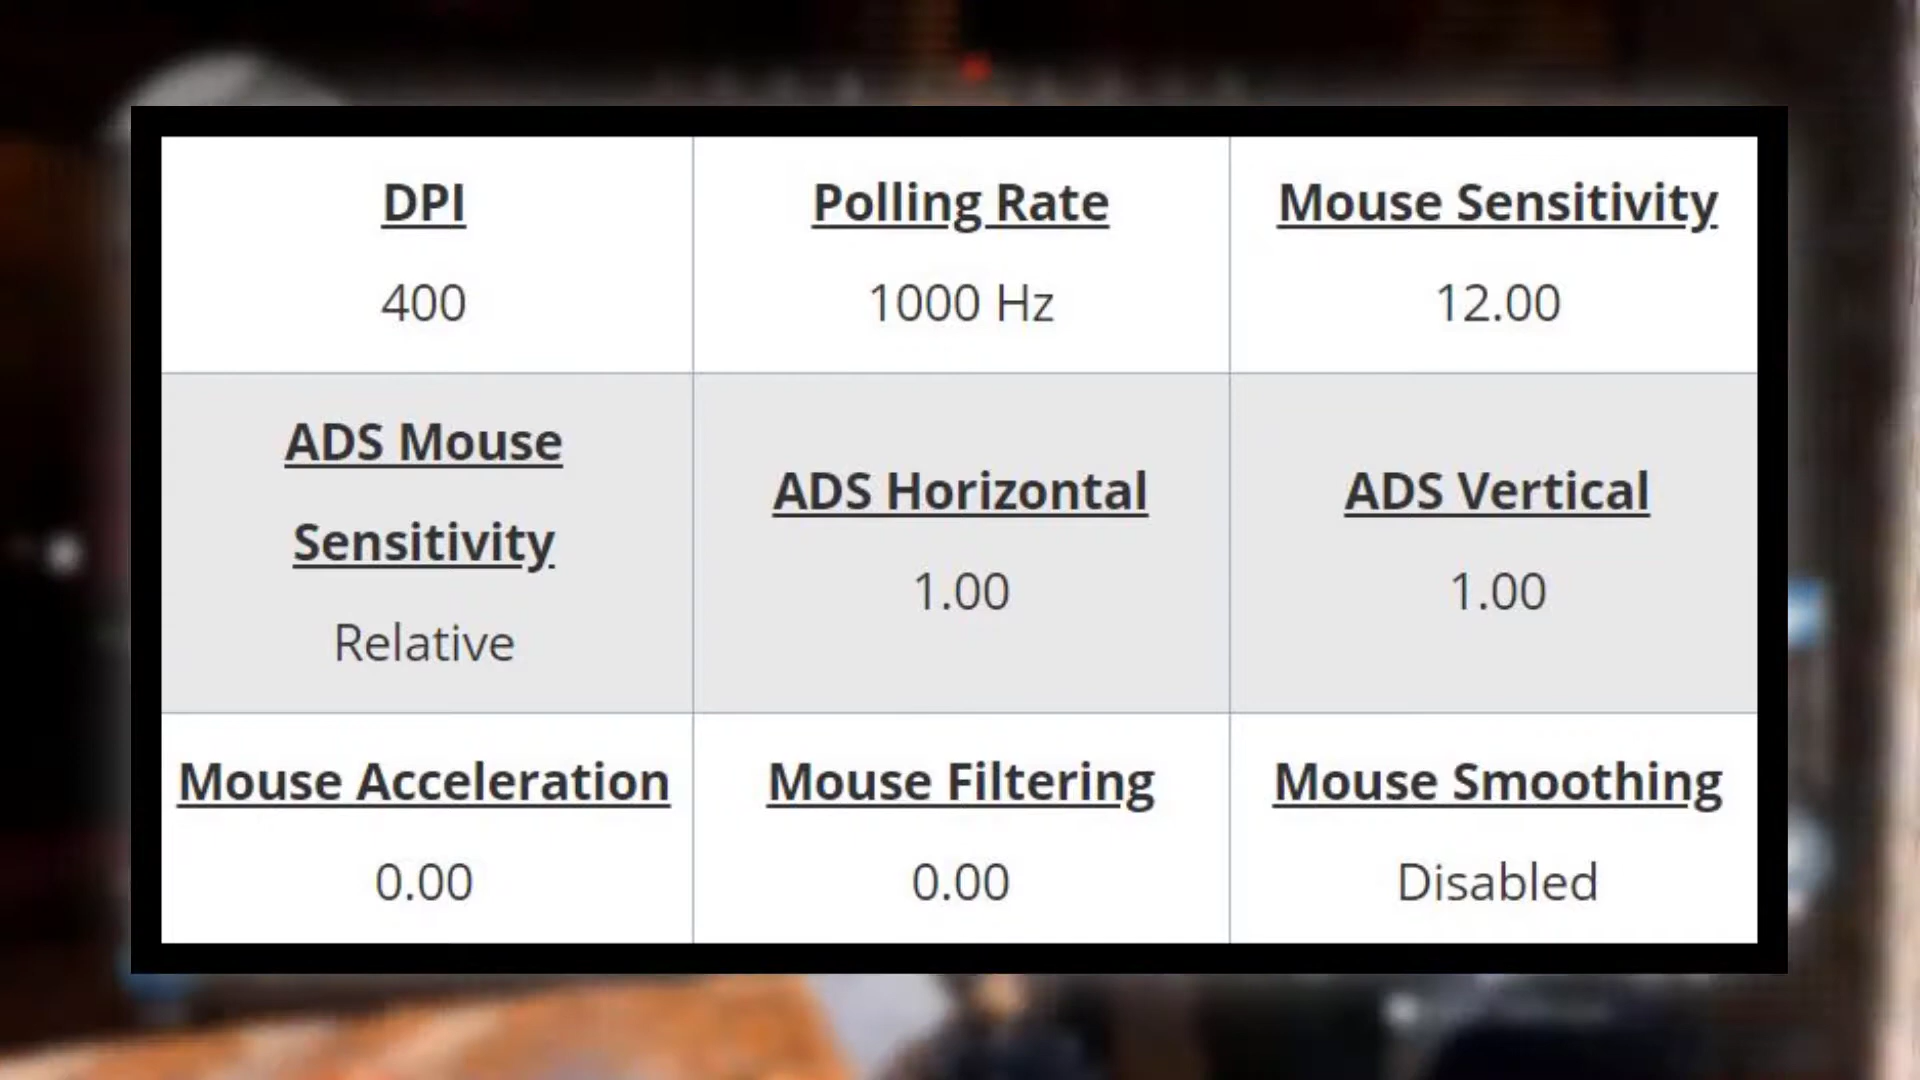 DPI
400
Polling Rate
1000 Hz
Mouse Sensitivity
12.00
ADS Mouse
Sensitivity
Relative
ADS Horizontal
1.00
ADS Vertical
1.00
Mouse Acceleration
0.00
Mouse Filtering
0.00
Mouse Smoothing
Disabled